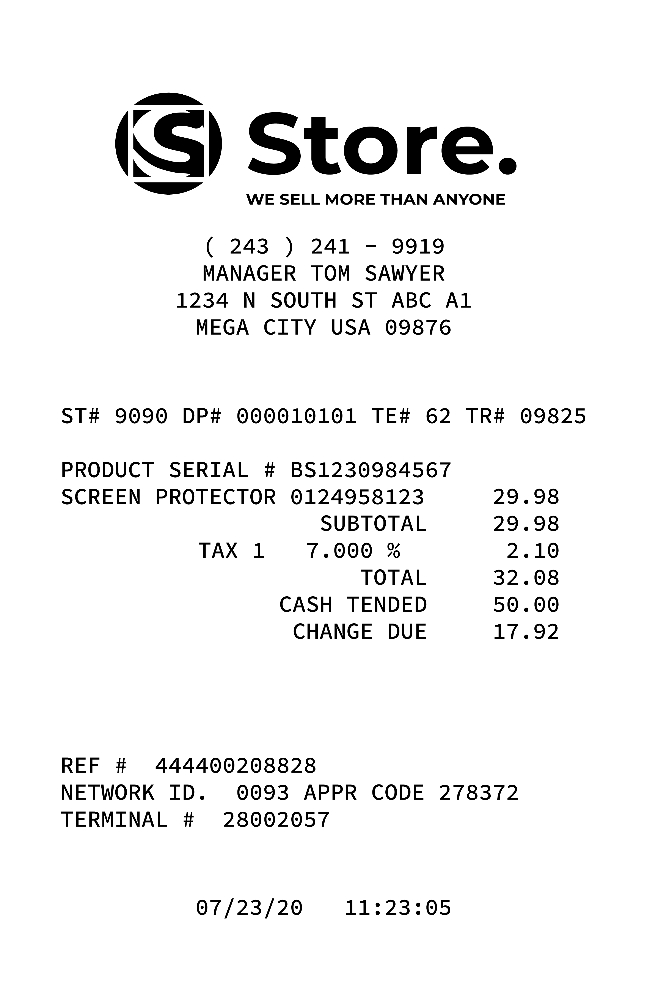 S Store.
WE SELL MORE THAN ANYONE
( 243 ) 241 - 9919
MANAGER TOM SAWYER
1234 N SOUTH ST ABC A1
MEGA CITY USA 09876
ST# 9090 DP# 000010101 TE# 62 TR# 09825
PRODUCT SERIAL # BS1230984567
SCREEN PROTECTOR 0124958123 29.98
SUBTOTAL 29.98
TAX 1 7.000 % 2.10
TOTAL 32.08
CASH TENDED 50.00
CHANGE DUE 17.92
REF # 444400208828
NETWORK ID. 0093 APPR CODE 278372
TERMINAL # 28002057
07/23/20 11:23:05